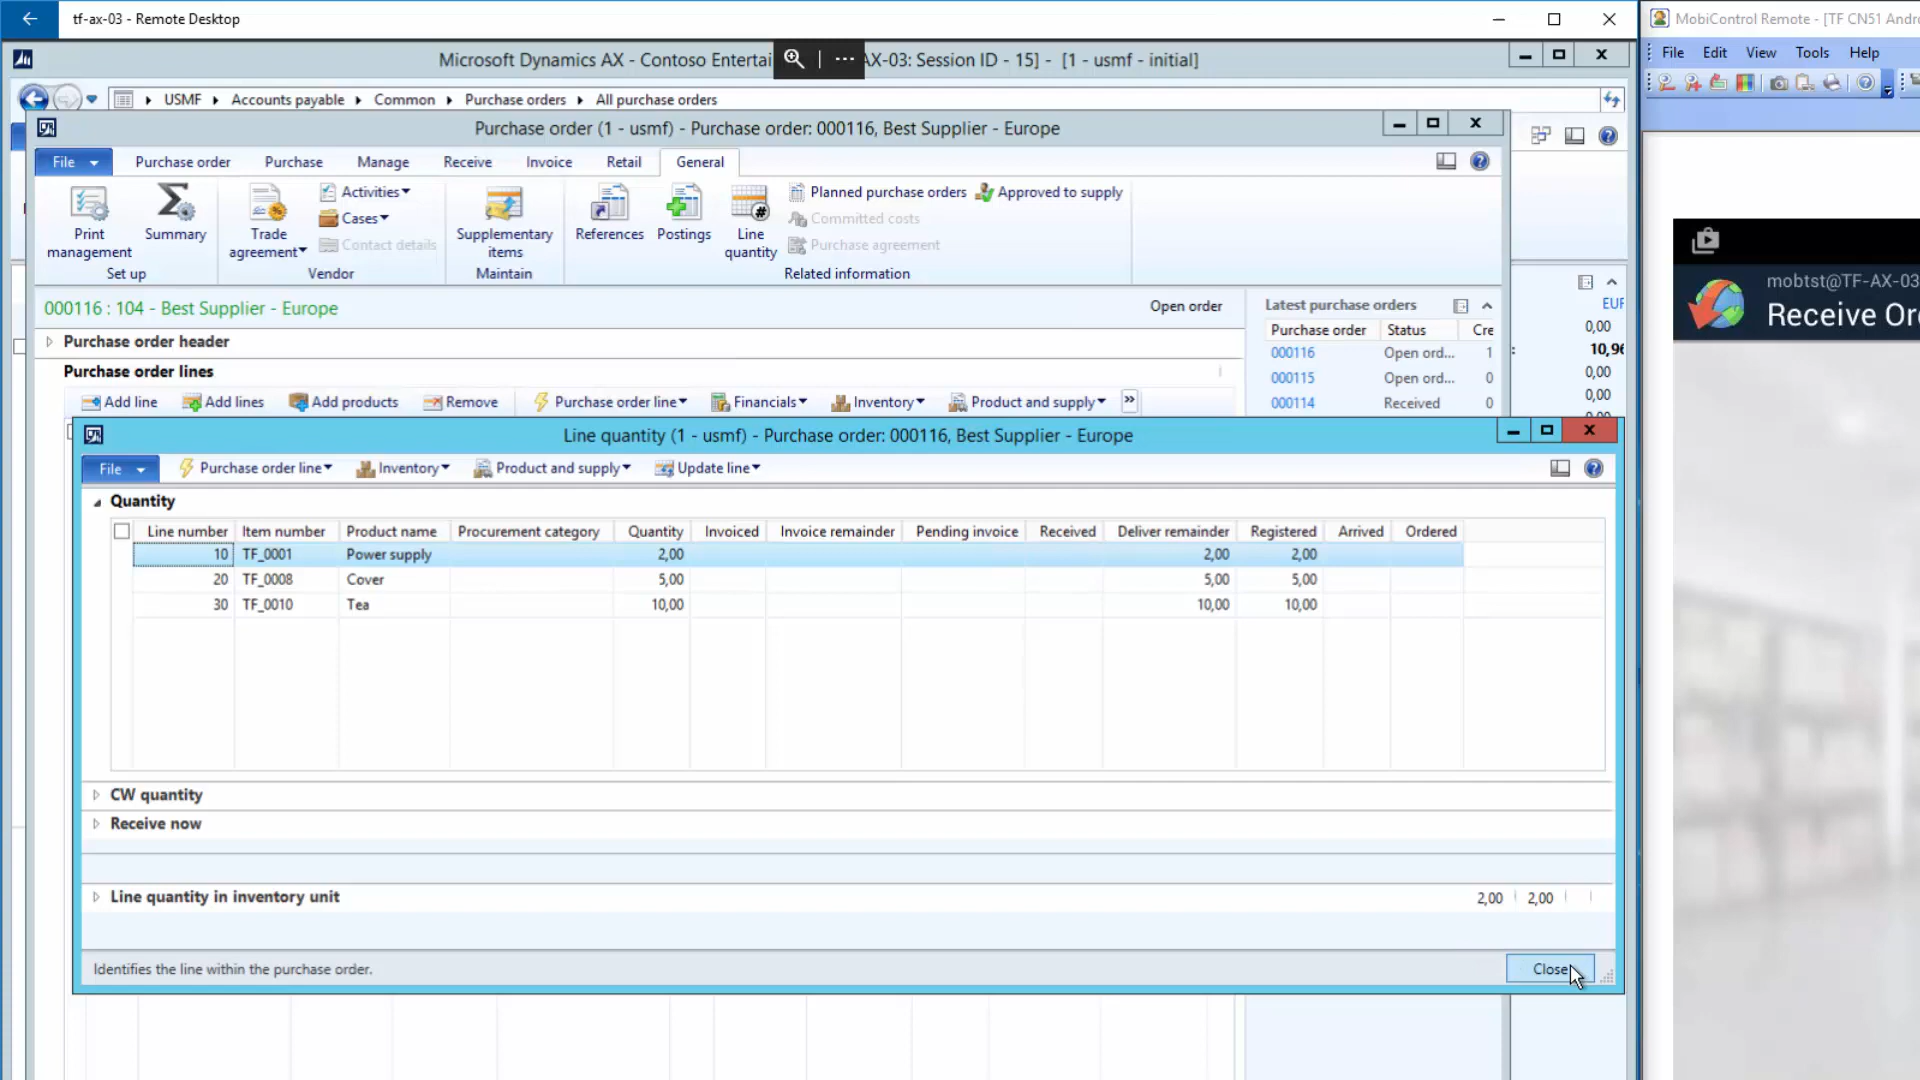 tf-ax-03 - Remote Desktop
MobiControl Remote - [TF CN51 Andr
Microsoft Dynamics AX - Contoso Entertai
AX-03: Session ID - 15] - [1 - usmf - initial]
File Edit View Tools Help
USMF Accounts payable Common Purchase orders All purchase orders
Purchase order (1 - usmf) - Purchase order: 000116, Best Supplier - Europe
File Purchase order Purchase Manage Receive Invoice Retail General
Print management
Summary
Set up
Trade agreement
Activities
Cases
Contact details
Vendor
Supplementary items
Maintain
References
Postings
Line quantity
Planned purchase orders
Approved to supply
Committed costs
Purchase agreement
Related information
000116 : 104 - Best Supplier - Europe
Open order
Purchase order header
Purchase order lines
Add line Add lines Add products Remove Purchase order line Financials Inventory Product and supply »
Latest purchase orders
Purchase order Status Cre
000116 Open ord... 1
000115 Open ord... 0
000114 Received 0
EUR
0,00
: 10,96
0,00
0,00
mobtst@TF-AX-03
Receive Or
Line quantity (1 - usmf) - Purchase order: 000116, Best Supplier - Europe
File Purchase order line Inventory Product and supply Update line
Quantity
Line number Item number Product name Procurement category Quantity Invoiced Invoice remainder Pending invoice Received Deliver remainder Registered Arrived Ordered
10 TF_0001 Power supply 2,00 2,00 2,00
20 TF_0008 Cover 5,00 5,00 5,00
30 TF_0010 Tea 10,00 10,00 10,00
CW quantity
Receive now
Line quantity in inventory unit 2,00 2,00
Identifies the line within the purchase order.
Close